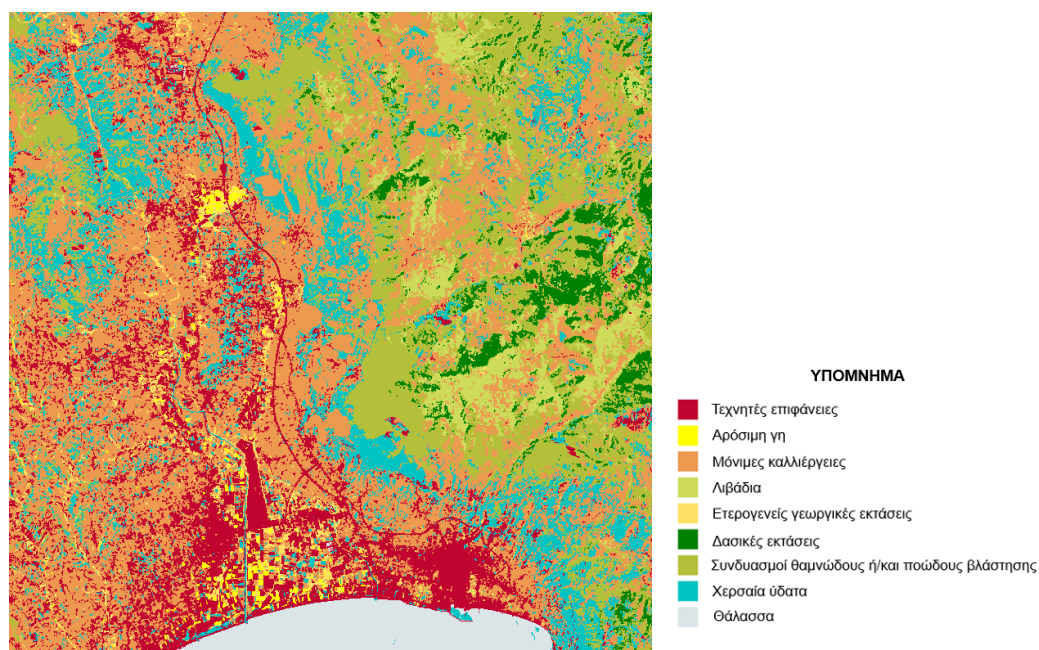 ΥΠΟΜΝΗΜΑ
Τεχνητές επιφάνειες
Αρόσιμη γη
Μόνιμες καλλιέργειες
Λιβάδια
Ετερογενείς γεωργικές εκτάσεις
Δασικές εκτάσεις
Συνδυασμοί θαμνώδους ή/και ποώδους βλάστησης
Χερσαία ύδατα
Θάλασσα